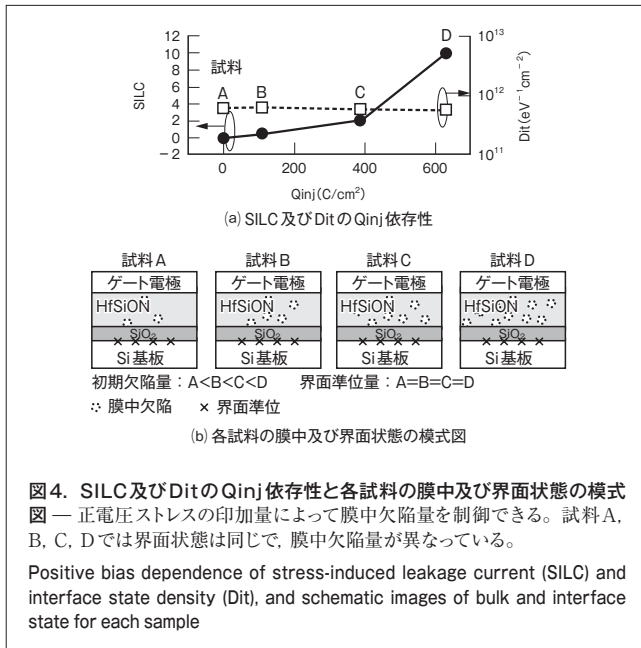 12
10
8
6
4
2
0
－2
SILC
試料
A
B
C
D
10¹³
10¹²
10¹¹
Dit(eV⁻¹cm⁻²)
0
200
400
600
Qinj(C/cm²)
(a) SILC 及びDitのQinj依存性
試料A
試料B
試料C
試料D
ゲート電極
ゲート電極
ゲート電極
ゲート電極
HfSiON
HfSiON
HfSiON
HfSiON
SiO₂
SiO₂
SiO₂
SiO₂
Si基板
Si基板
Si基板
Si基板
初期欠陥量：A<B<C<D　界面準位量：A=B=C=D
膜中欠陥　× 界面準位
(b) 各試料の膜中及び界面状態の模式図
図4．SILC及びDitのQinj依存性と各試料の膜中及び界面状態の模式
図 ― 正電圧ストレスの印加量によって膜中欠陥量を制御できる。試料A,
B, C, Dでは界面状態は同じで, 膜中欠陥量が異なっている。
Positive bias dependence of stress-induced leakage current (SILC) and
interface state density (Dit), and schematic images of bulk and interface
state for each sample